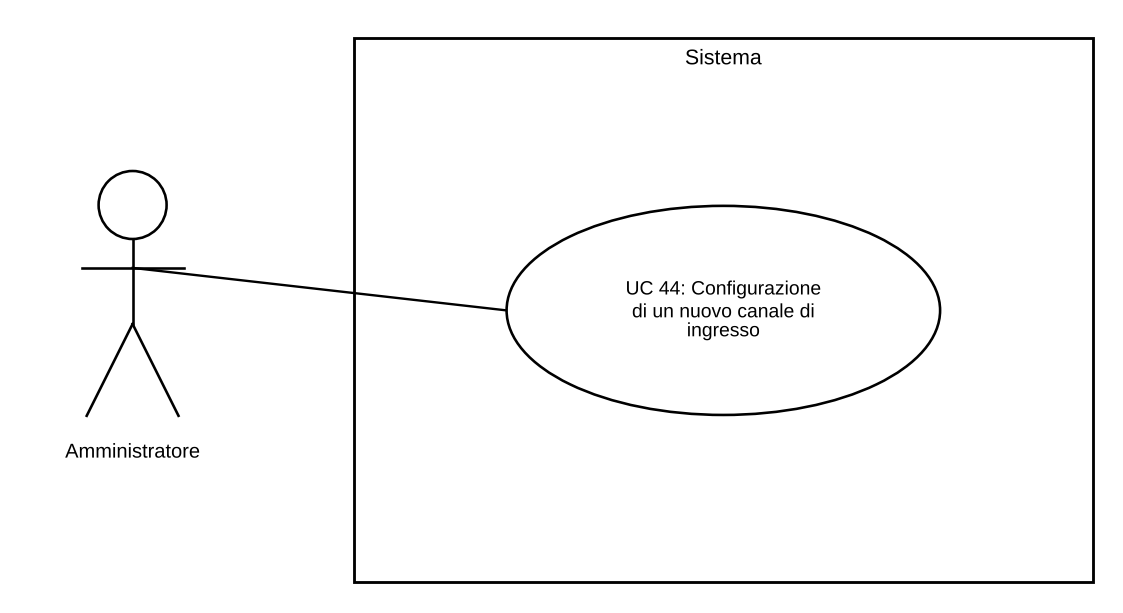 Sistema
UC 44: Configurazione
di un nuovo canale di
ingresso
Amministratore